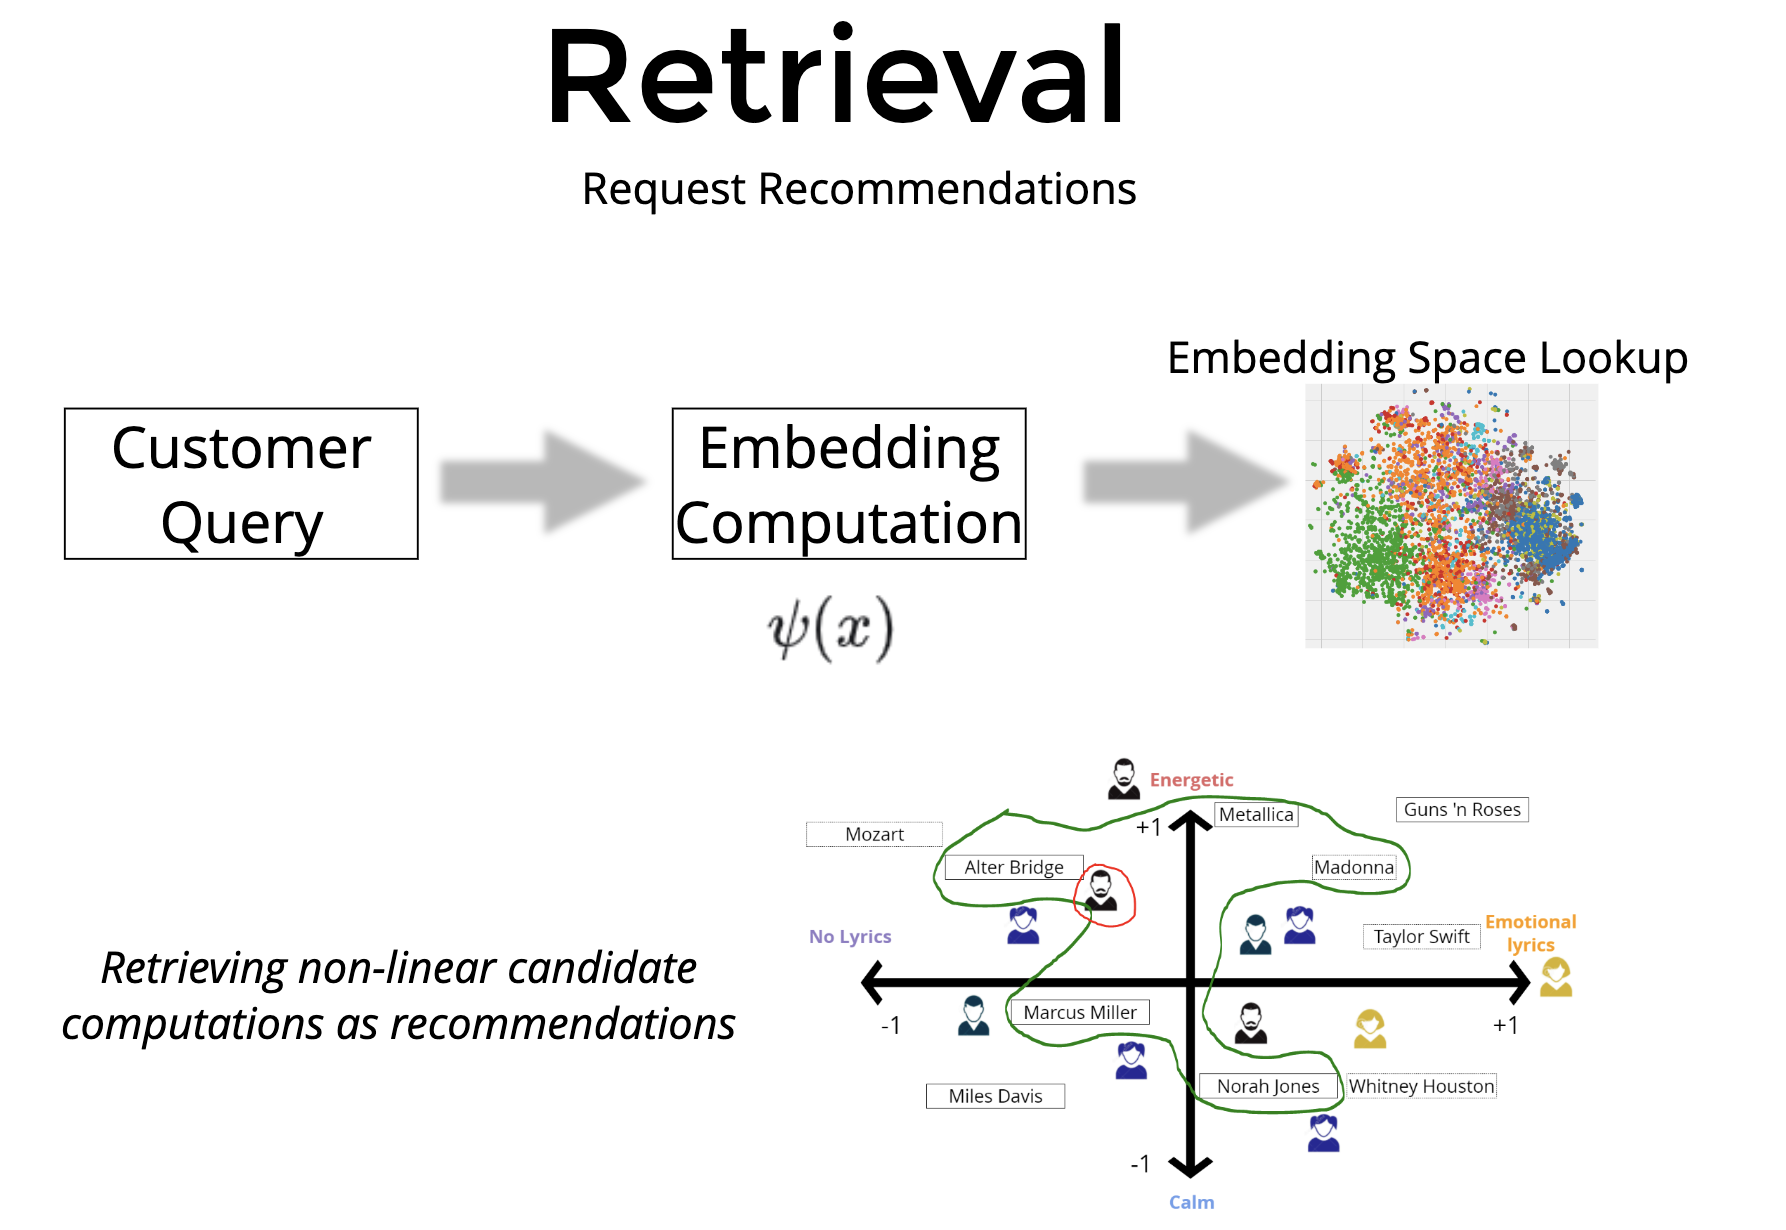 Retrieval
Request Recommendations
Embedding Space Lookup
Customer
Query
Embedding
Computation
ψ(x)
Retrieving non-linear candidate
computations as recommendations
Energetic
+1
Metallica
Guns 'n Roses
Mozart
Alter Bridge
Madonna
No Lyrics
Taylor Swift
Emotional
lyrics
-1
Marcus Miller
+1
Miles Davis
Norah Jones
Whitney Houston
-1
Calm